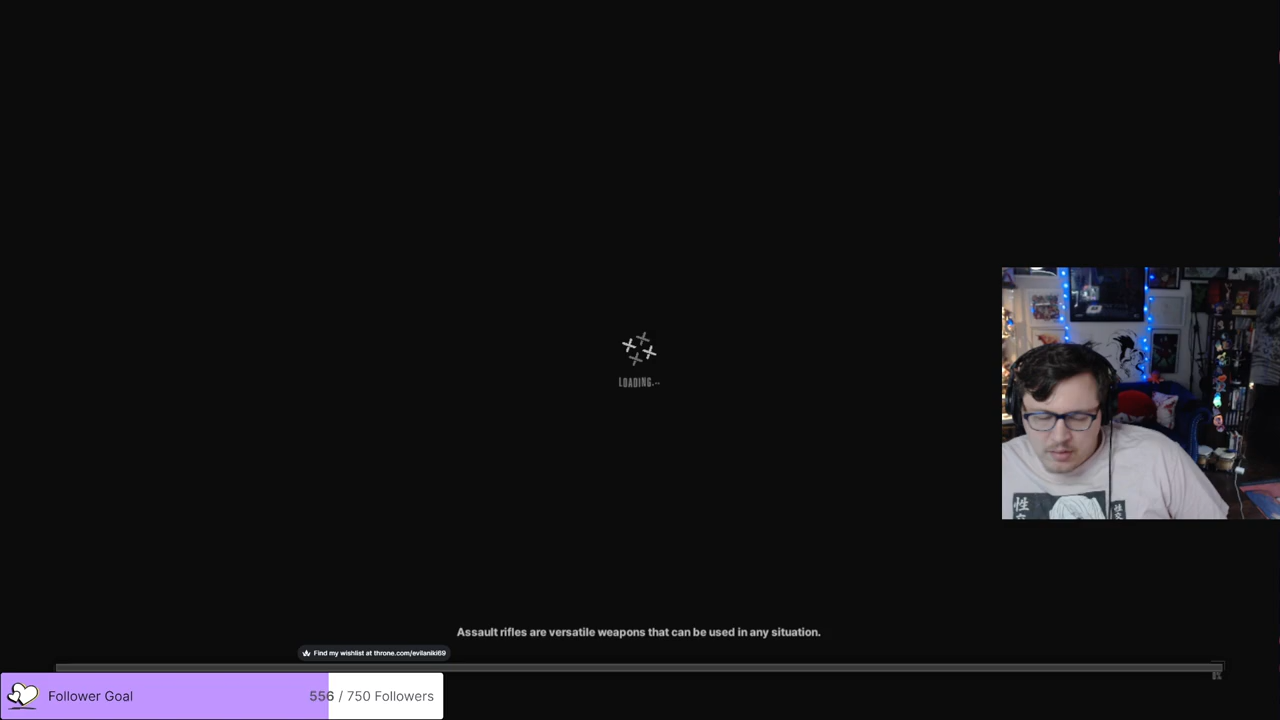 LOADING...
性
Assault rifles are versatile weapons that can be used in any situation.
Find my wishlist at throne.com/evilaniki69
Follower Goal
556 / 750 Followers